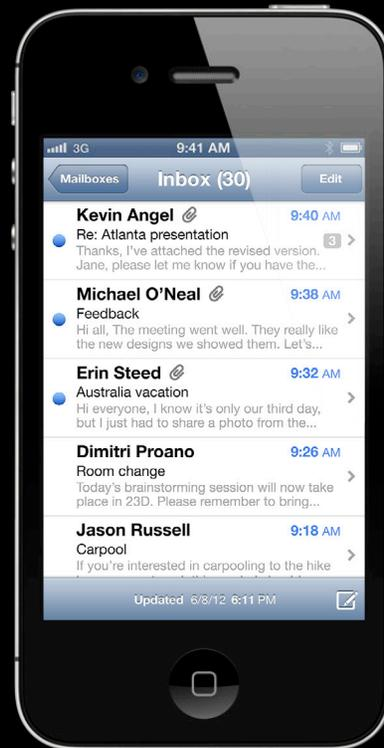 3G 9:41 AM
Mailboxes Inbox (30) Edit
Kevin Angel 9:40 AM
Re: Atlanta presentation
Thanks, I've attached the revised version. 3
Jane, please let me know if you have the...
Michael O'Neal 9:38 AM
Feedback
Hi all, The meeting went well. They really like
the new designs we showed them. Let's...
Erin Steed 9:32 AM
Australia vacation
Hi everyone, I know it's only our third day,
but I just had to share a photo from the...
Dimitri Proano 9:26 AM
Room change
Today's brainstorming session will now take
place in 23D. Please remember to bring...
Jason Russell 9:18 AM
Carpool
If you're interested in carpooling to the hike
Updated 6/8/12 6:11 PM